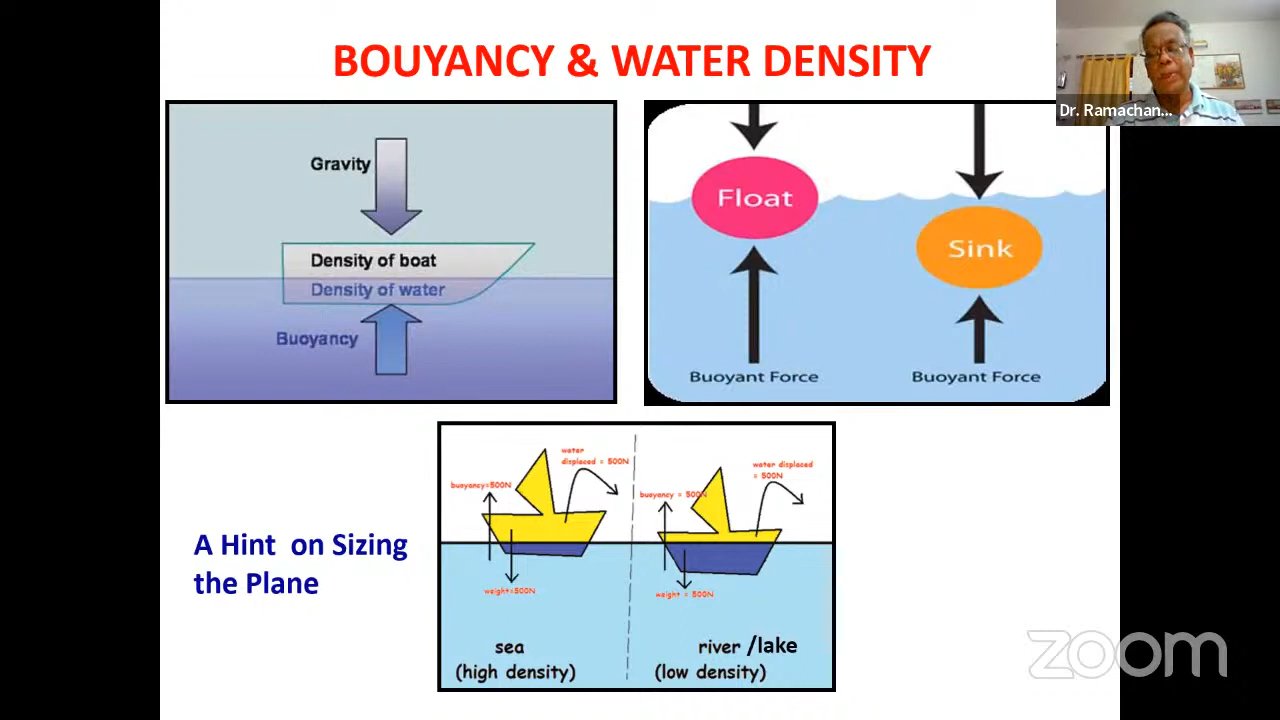 BOUYANCY & WATER DENSITY
Dr. Ramachan...
Gravity
Density of boat
Density of water
Buoyancy
Float
Sink
Buoyant Force
Buoyant Force
water
displaced = 500N
buoyancy=500N
weight=500N
sea
(high density)
water displaced
= 500N
buoyancy = 500N
weight = 500N
river /lake
(low density)
A Hint on Sizing
the Plane
zoom